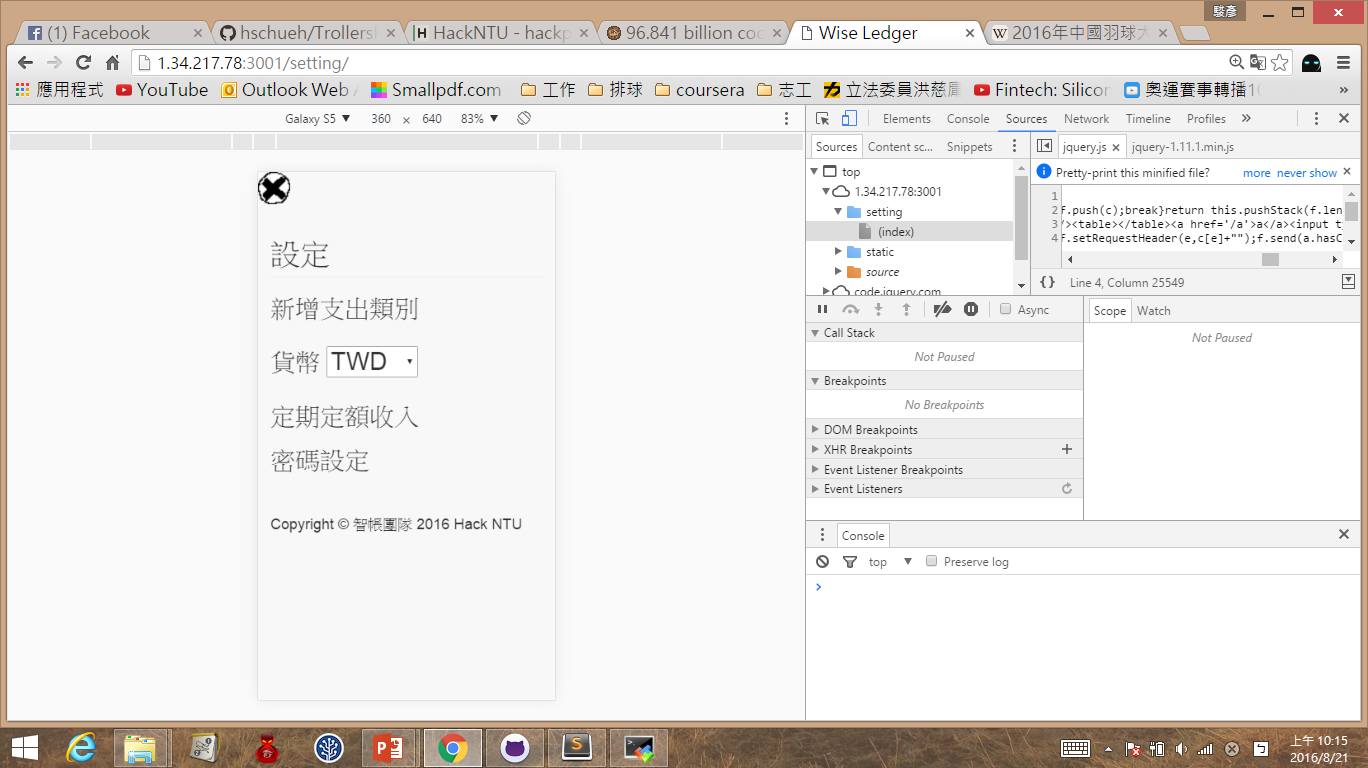 駿彥
(1) Facebook
hschueh/Trollersl
HackNTU - hackp
96.841 billion coo
Wise Ledger
2016年中國羽球大
1.34.217.78:3001/setting/
應用程式
YouTube
Outlook Web A
Smallpdf.com
工作
排球
coursera
志工
立法委員洪慈庸
Fintech: Silicon
奧運賽事轉播1(
»
Galaxy S5 ▼ 360 × 640 83% ▼
Elements Console Sources Network Timeline Profiles »
Sources Content sc... Snippets
jquery.js × jquery-1.11.1.min.js
top
1.34.217.78:3001
setting
(index)
static
source
code.jquery.com
Pretty-print this minified file? more never show ×
1
2 f.push(c);break}return this.pushStack(f.len
3 /><table></table><a href='/a'>a</a><input t
4 f.setRequestHeader(e,c[e]+"");f.send(a.hasC
{} Line 4, Column 25549
設定
新增支出類別
貨幣 TWD
定期定額收入
密碼設定
Copyright © 智帳團隊 2016 Hack NTU
Async
Call Stack
Not Paused
Breakpoints
No Breakpoints
DOM Breakpoints
XHR Breakpoints
Event Listener Breakpoints
Event Listeners
Scope Watch
Not Paused
Console
top ▼ Preserve log
>
上午 10:15
2016/8/21